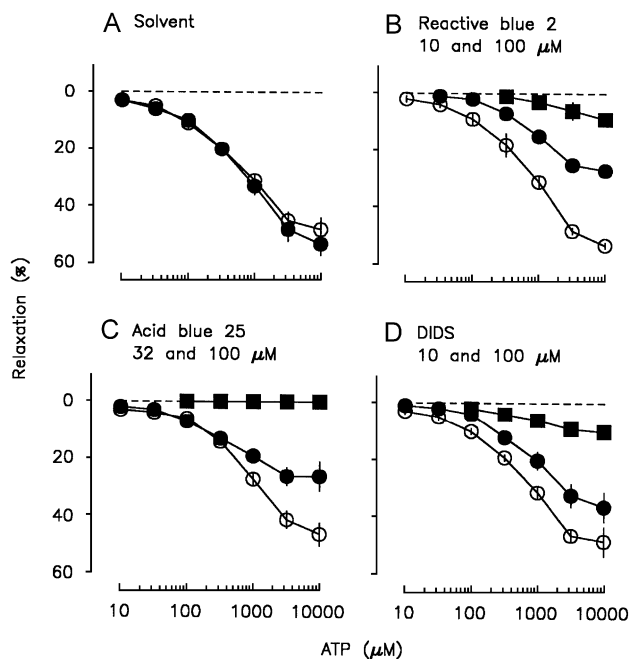 A Solvent
B Reactive blue 2
10 and 100 μM
0
20
40
60
Relaxation (%)
C Acid blue 25
32 and 100 μM
D DIDS
10 and 100 μM
0
20
40
60
10 100 1000 10000 10 100 1000 10000
ATP (μM)